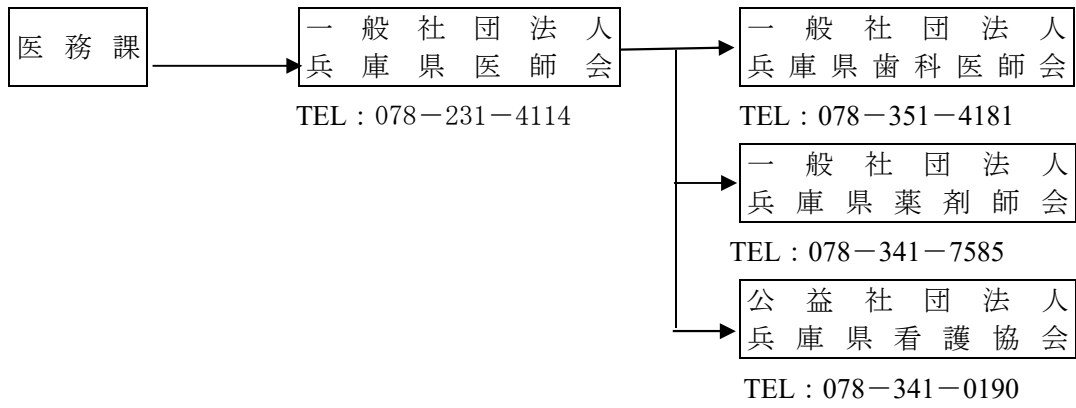 医務課
一般社団法人
兵庫県医師会
TEL：078－231－4114
一般社団法人
兵庫県歯科医師会
TEL：078－351－4181
一般社団法人
兵庫県薬剤師会
TEL：078－341－7585
公益社団法人
兵庫県看護協会
TEL：078－341－0190